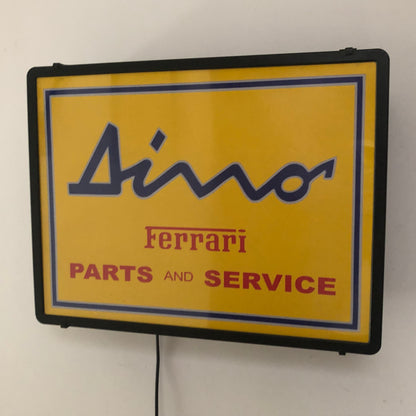 Dino
Ferrari
PARTS AND SERVICE